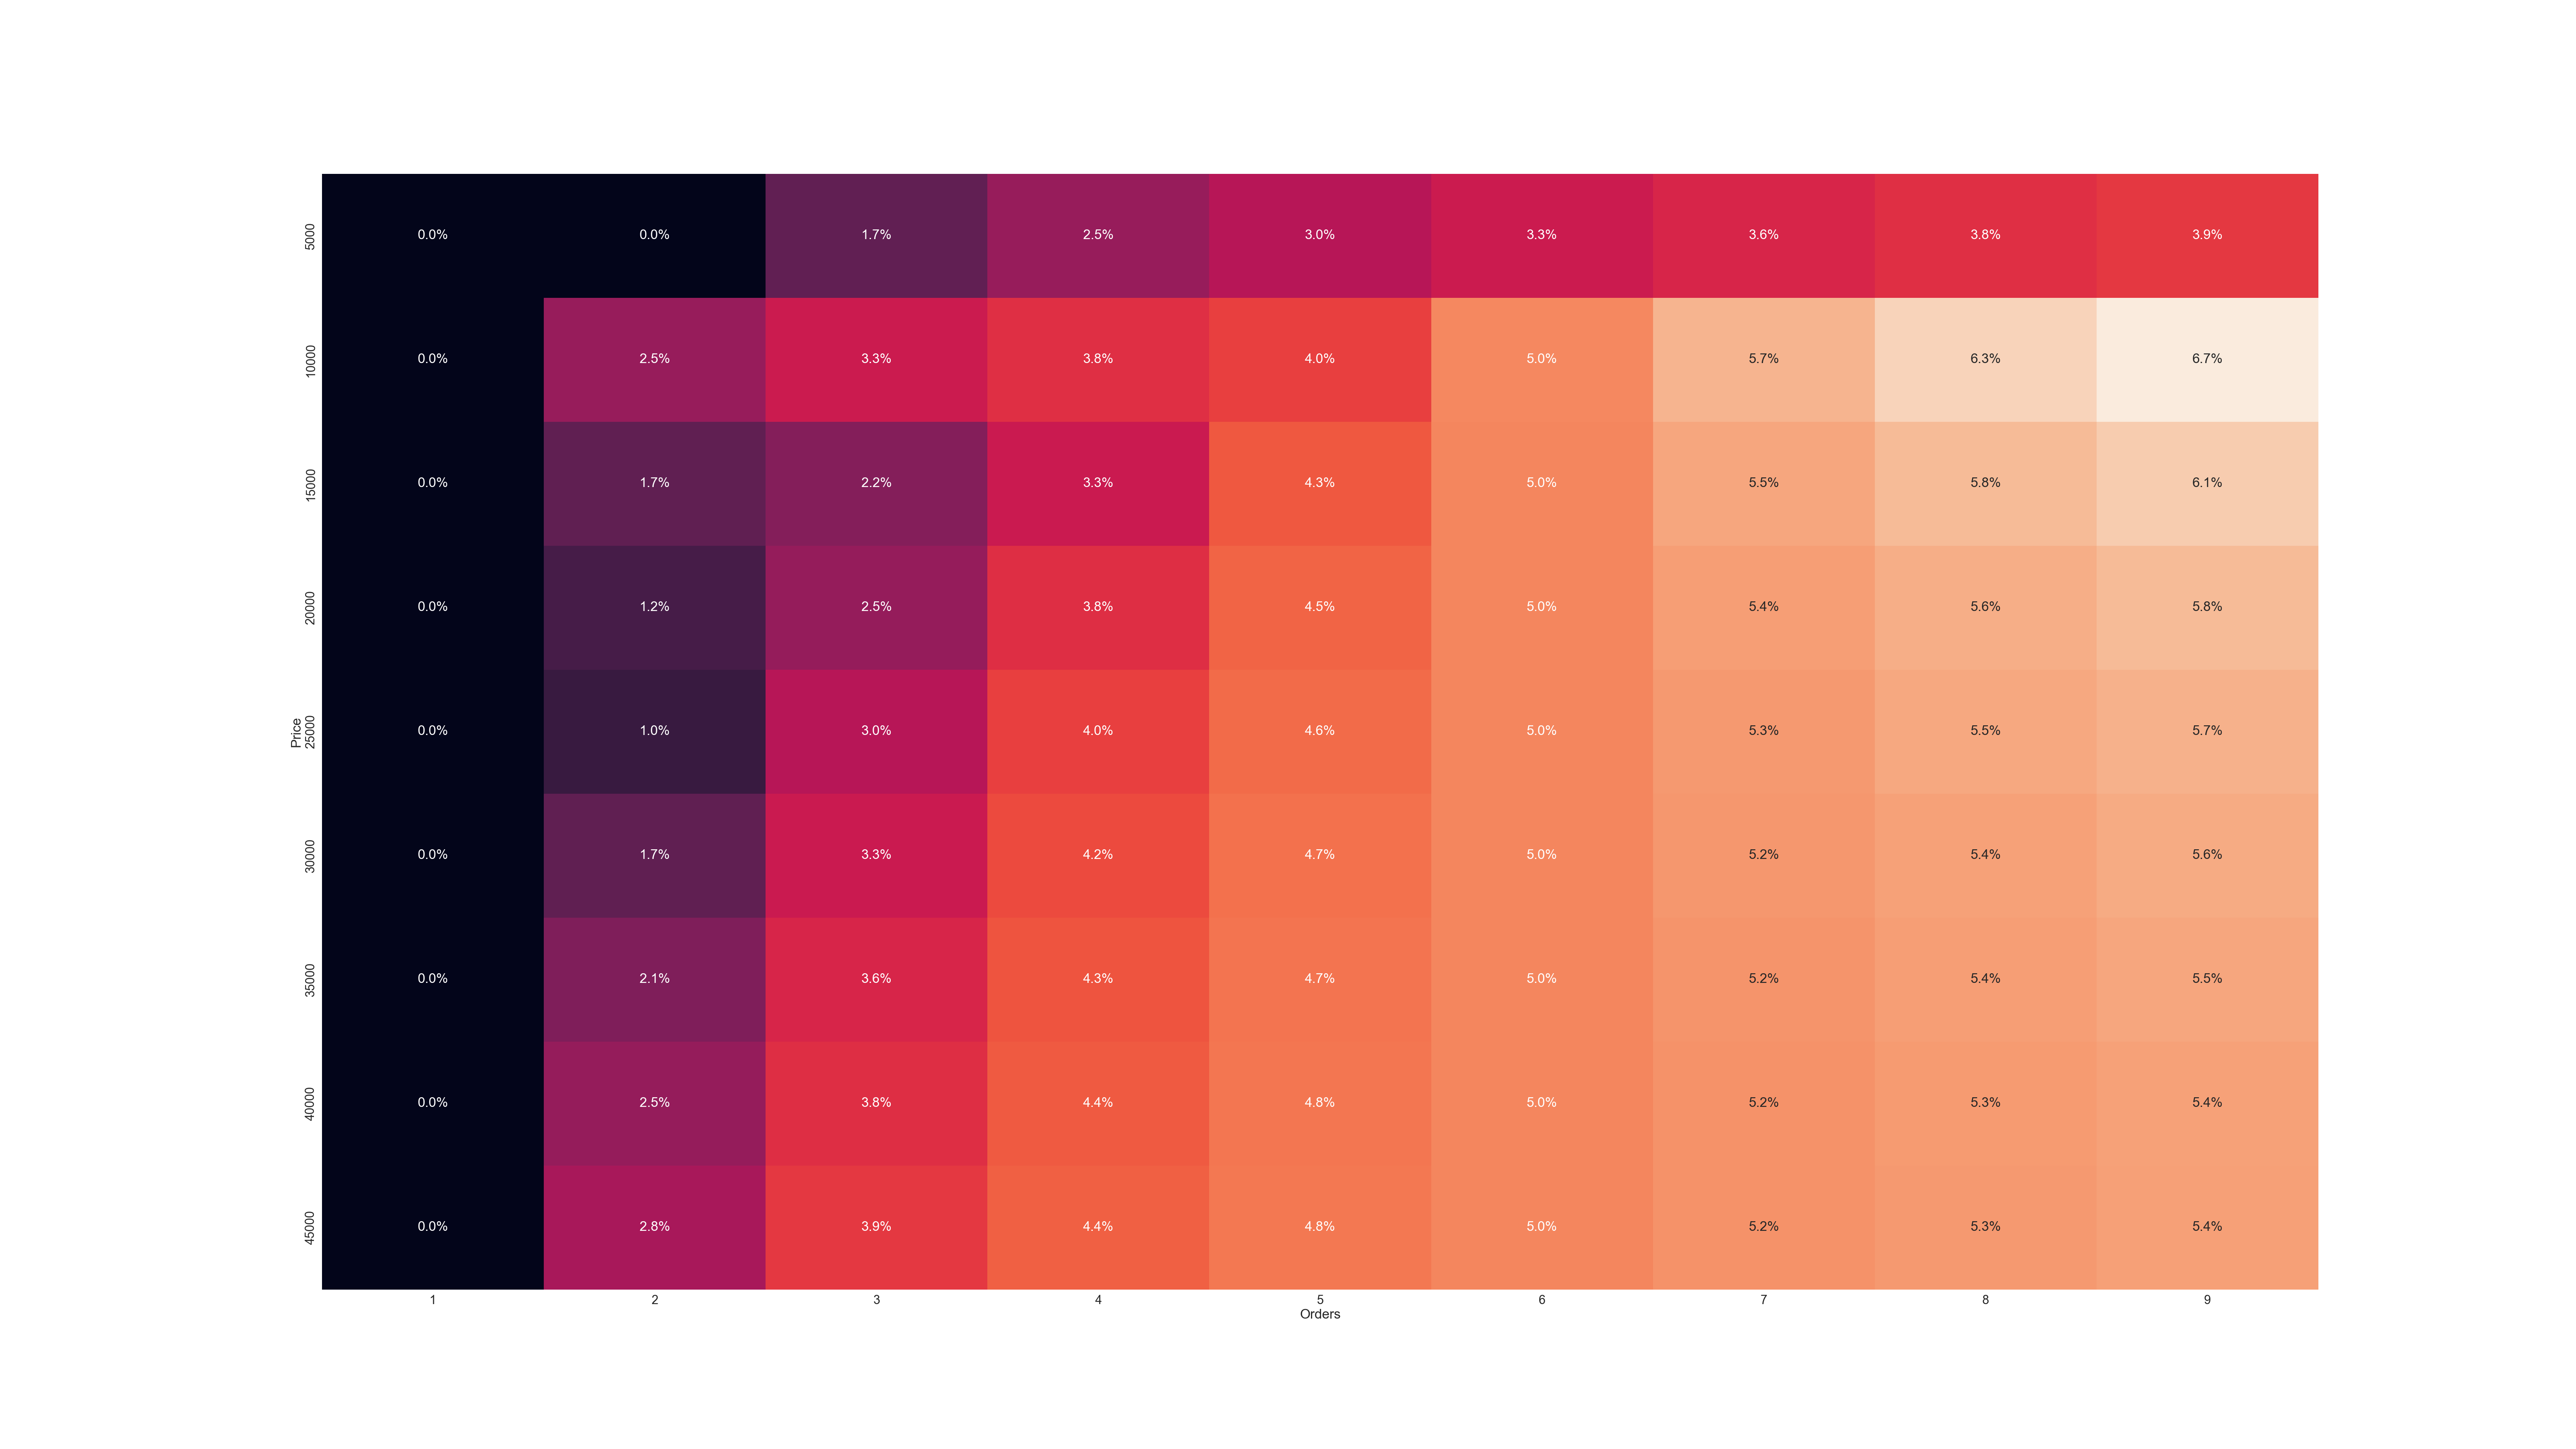 5000 0.0% 0.0% 1.7% 2.5% 3.0% 3.3% 3.6% 3.8% 3.9%
10000 0.0% 2.5% 3.3% 3.8% 4.0% 5.0% 5.7% 6.3% 6.7%
15000 0.0% 1.7% 2.2% 3.3% 4.3% 5.0% 5.5% 5.8% 6.1%
20000 0.0% 1.2% 2.5% 3.8% 4.5% 5.0% 5.4% 5.6% 5.8%
Price
25000 0.0% 1.0% 3.0% 4.0% 4.6% 5.0% 5.3% 5.5% 5.7%
30000 0.0% 1.7% 3.3% 4.2% 4.7% 5.0% 5.2% 5.4% 5.6%
35000 0.0% 2.1% 3.6% 4.3% 4.7% 5.0% 5.2% 5.4% 5.5%
40000 0.0% 2.5% 3.8% 4.4% 4.8% 5.0% 5.2% 5.3% 5.4%
45000 0.0% 2.8% 3.9% 4.4% 4.8% 5.0% 5.2% 5.3% 5.4%
1 2 3 4 5 6 7 8 9
Orders